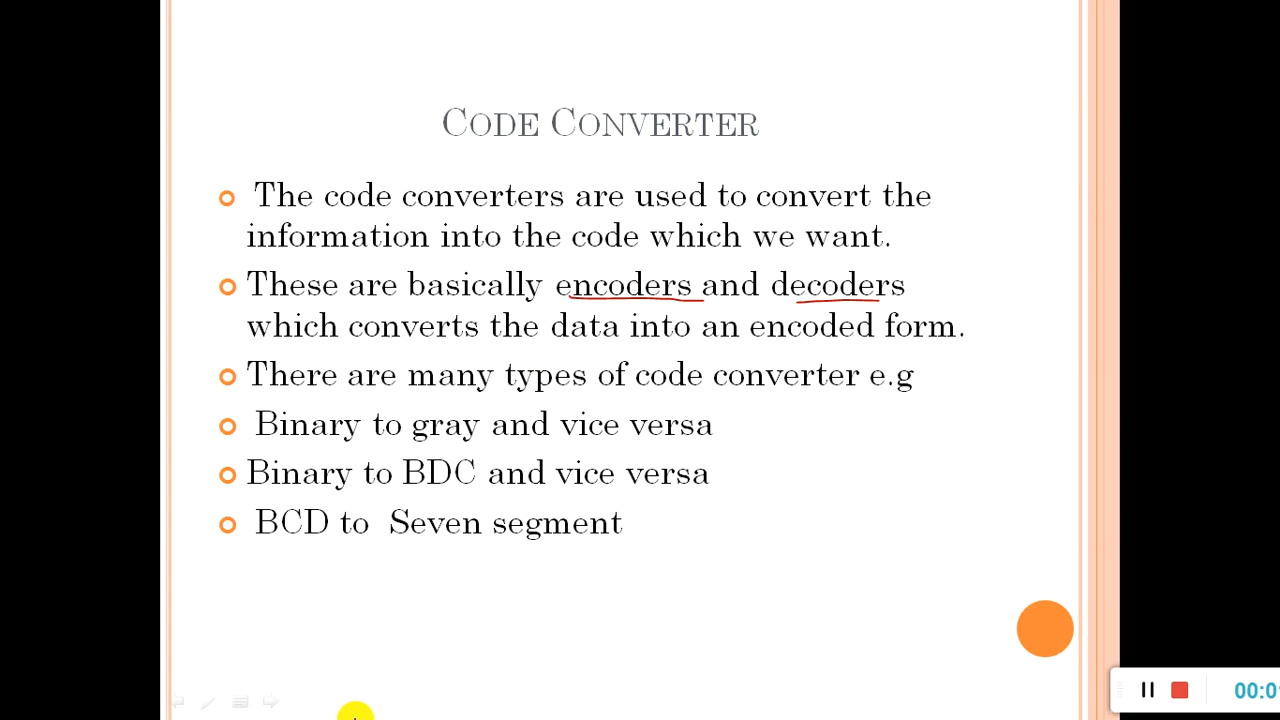 CODE CONVERTER
The code converters are used to convert the
information into the code which we want.
These are basically encoders and decoders
which converts the data into an encoded form.
There are many types of code converter e.g
Binary to gray and vice versa
Binary to BDC and vice versa
BCD to Seven segment